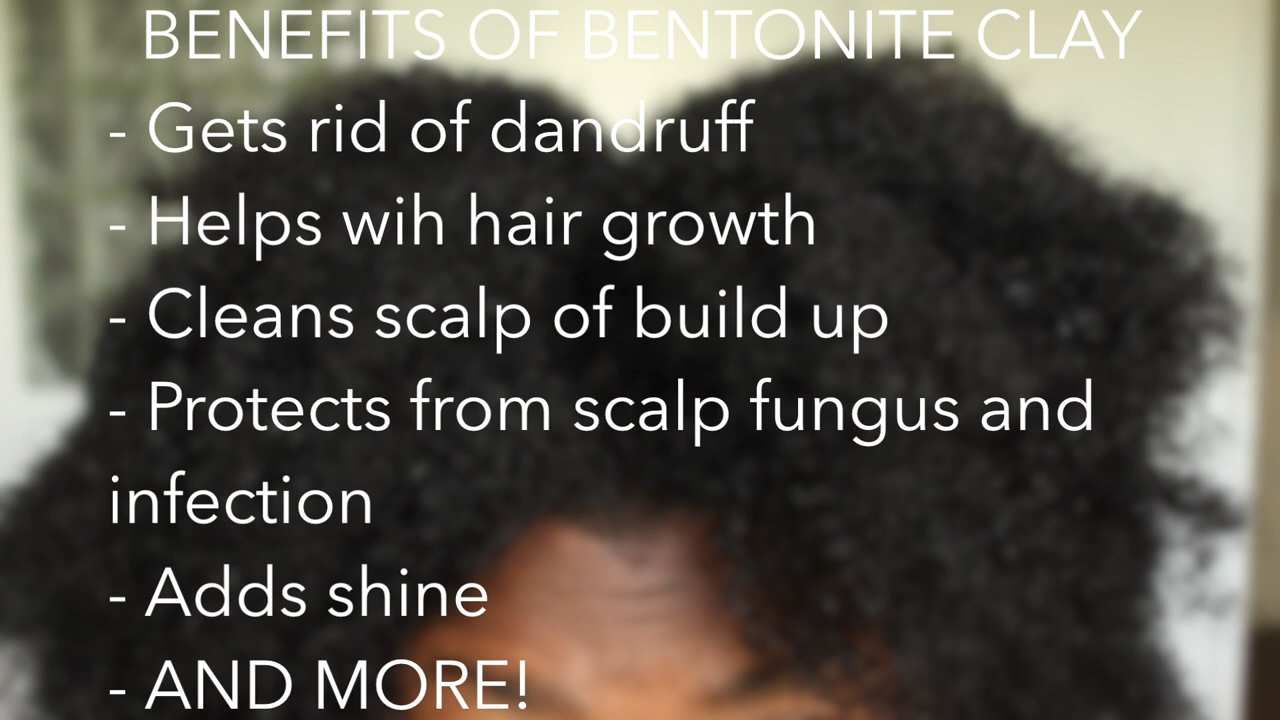 BENEFITS OF BENTONITE CLAY
- Gets rid of dandruff
- Helps wih hair growth
- Cleans scalp of build up
- Protects from scalp fungus and
infection
- Adds shine
- AND MORE!